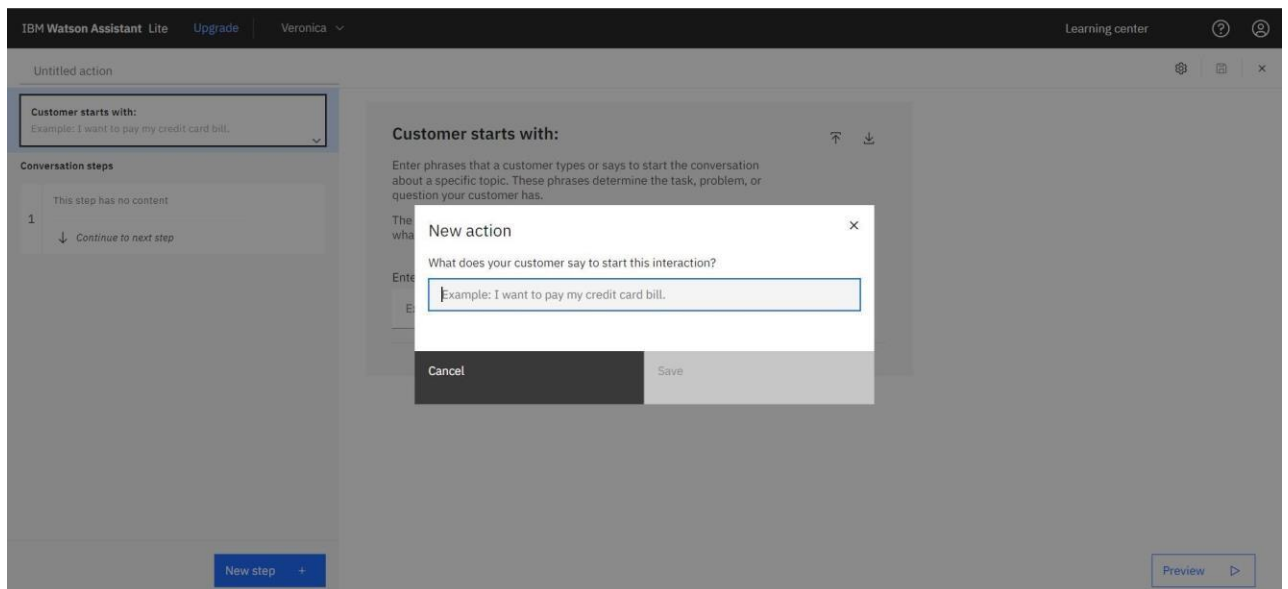 IBM Watson Assistant Lite Upgrade Veronica Learning center
Untitled action
Customer starts with:
Example: I want to pay my credit card bill.
Conversation steps
1
This step has no content
Continue to next step
New step +
Customer starts with:
Enter phrases that a customer types or says to start the conversation
about a specific topic. These phrases determine the task, problem, or
question your customer has.
The
wha
Ente
New action
What does your customer say to start this interaction?
Example: I want to pay my credit card bill.
Cancel Save
Preview